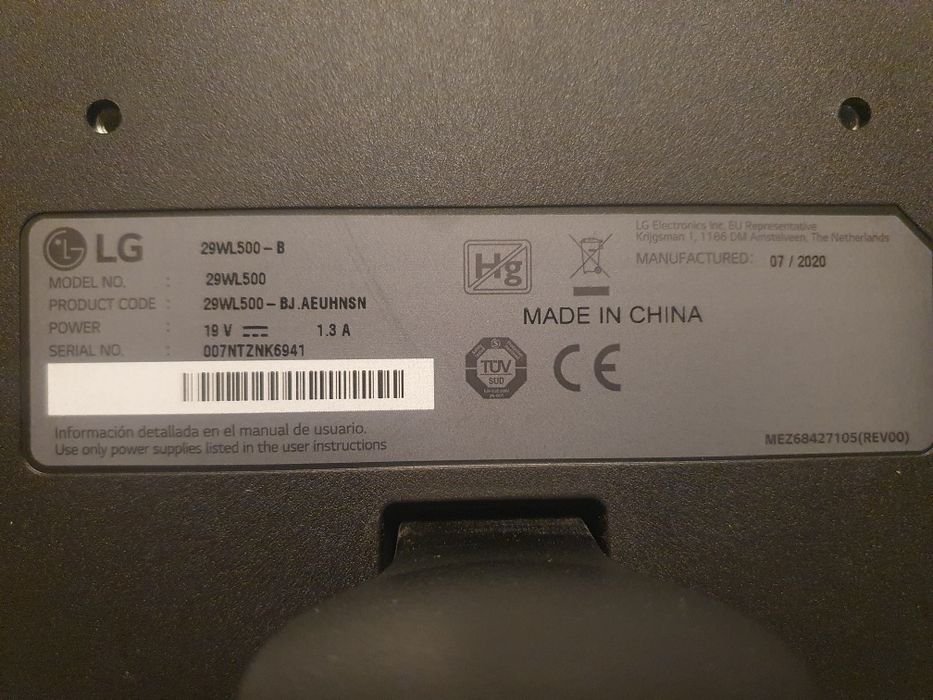 LG
29WL500-B
MODEL NO. : 29WL500
PRODUCT CODE : 29WL500-BJ.AEUHNSN
POWER : 19 V 1.3 A
SERIAL NO. : 007NTZNK6941
Información detallada en el manual de usuario.
Use only power supplies listed in the user instructions
Hg
LG Electronics Inc. EU Representative
Krijgsman 1, 1186 DM Amstelveen, The Netherlands
MANUFACTURED: 07 / 2020
MADE IN CHINA
TÜV
SUD
CE
MEZ68427105(REV00)